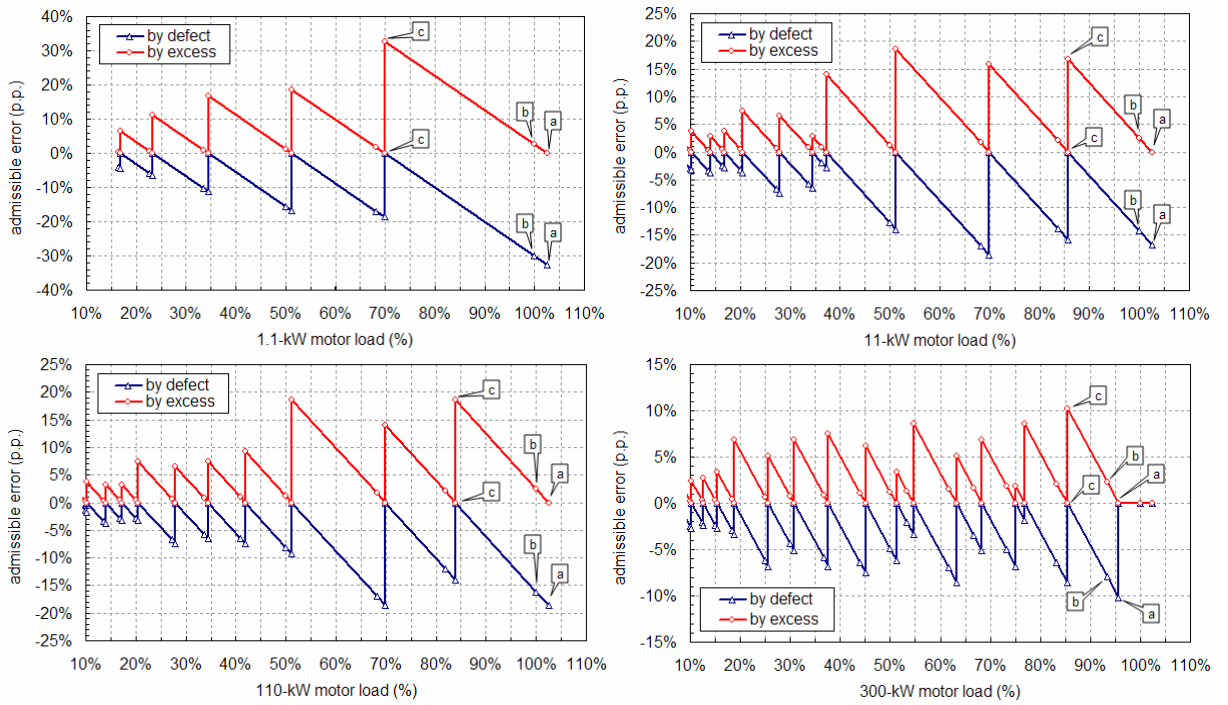 40%
30%
20%
10%
0%
-10%
-20%
-30%
-40%
admissible error (p.p.)
by defect
by excess
c
b
a
c
b
a
10% 20% 30% 40% 50% 60% 70% 80% 90% 100% 110%
1.1-kW motor load (%)
25%
20%
15%
10%
5%
0%
-5%
-10%
-15%
-20%
-25%
admissible error (p.p.)
by defect
by excess
c
b
a
c
b
a
10% 20% 30% 40% 50% 60% 70% 80% 90% 100% 110%
11-kW motor load (%)
25%
20%
15%
10%
5%
0%
-5%
-10%
-15%
-20%
-25%
admissible error (p.p.)
by defect
by excess
c
b
a
c
b
a
10% 20% 30% 40% 50% 60% 70% 80% 90% 100% 110%
110-kW motor load (%)
15%
10%
5%
0%
-5%
-10%
-15%
admissible error (p.p.)
c
b
a
c
b
a
by defect
by excess
10% 20% 30% 40% 50% 60% 70% 80% 90% 100% 110%
300-kW motor load (%)